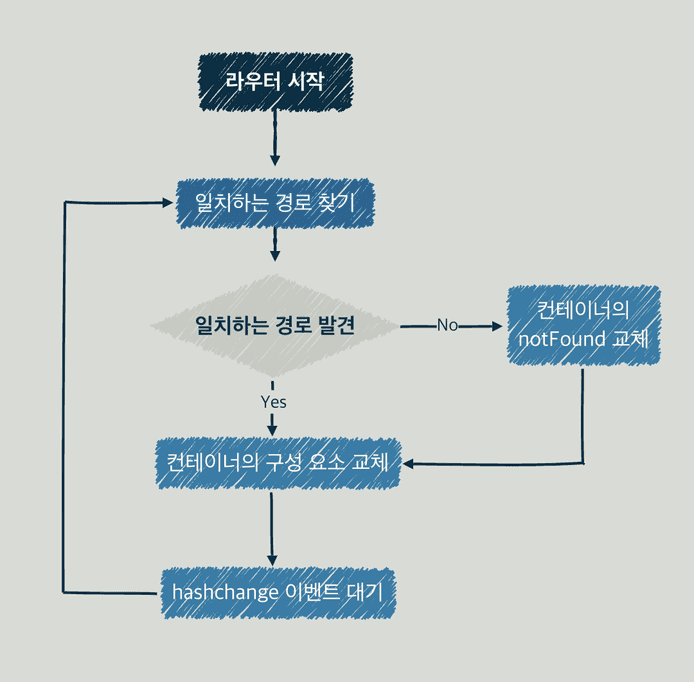 라우터 시작
일치하는 경로 찾기
일치하는 경로 발견
No
컨테이너의
notFound 교체
Yes
컨테이너의 구성 요소 교체
hashchange 이벤트 대기